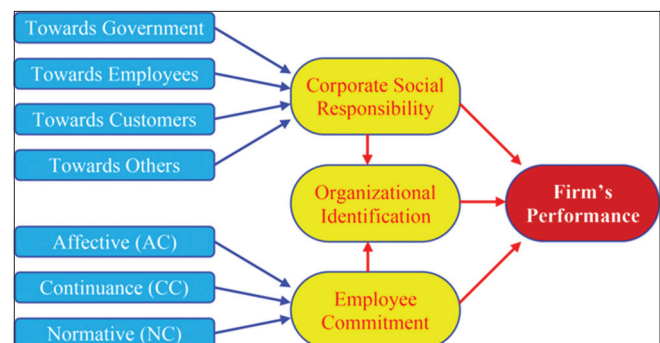 Towards Government
Towards Employees
Towards Customers
Towards Others
Corporate Social
Responsibility
Organizational
Identification
Firm's
Performance
Affective (AC)
Continuance (CC)
Normative (NC)
Employee
Commitment